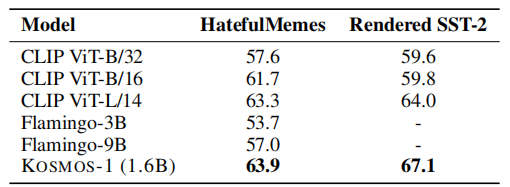 Model HatefulMemes Rendered SST-2
CLIP ViT-B/32 57.6 59.6
CLIP ViT-B/16 61.7 59.8
CLIP ViT-L/14 63.3 64.0
Flamingo-3B 53.7 -
Flamingo-9B 57.0 -
KOSMOS-1 (1.6B) 63.9 67.1